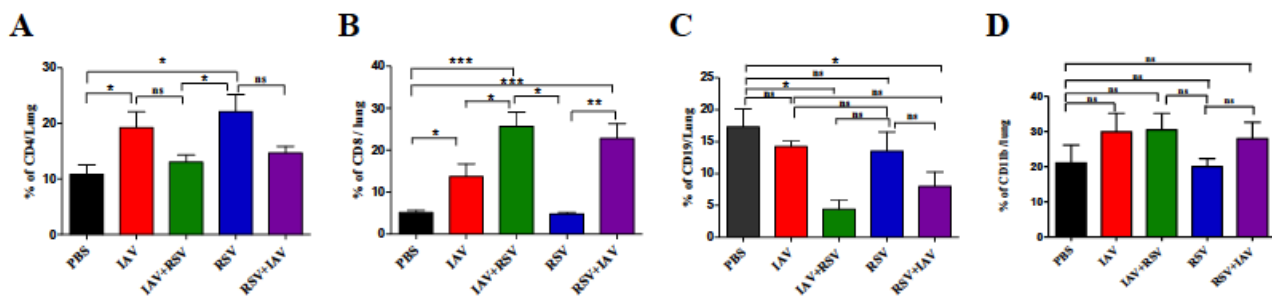 A
B
C
D
% of CD4/Lung
30
20
10
0
* ns * ns
*
PBS
IAV
IAV+RSV
RSV
RSV+IAV
% of CD8 / lung
40
30
20
10
0
***
***
* *
* **
PBS
IAV
IAV+RSV
RSV
RSV+IAV
% of CD19/Lung
25
20
15
10
5
0
*
ns
*
ns ns
ns
ns ns
PBS
IAV
IAV+RSV
RSV
RSV+IAV
% of CD11b /lung
40
30
20
10
0
ns
ns
ns
ns ns ns
PBS
IAV
IAV+RSV
RSV
RSV+IAV